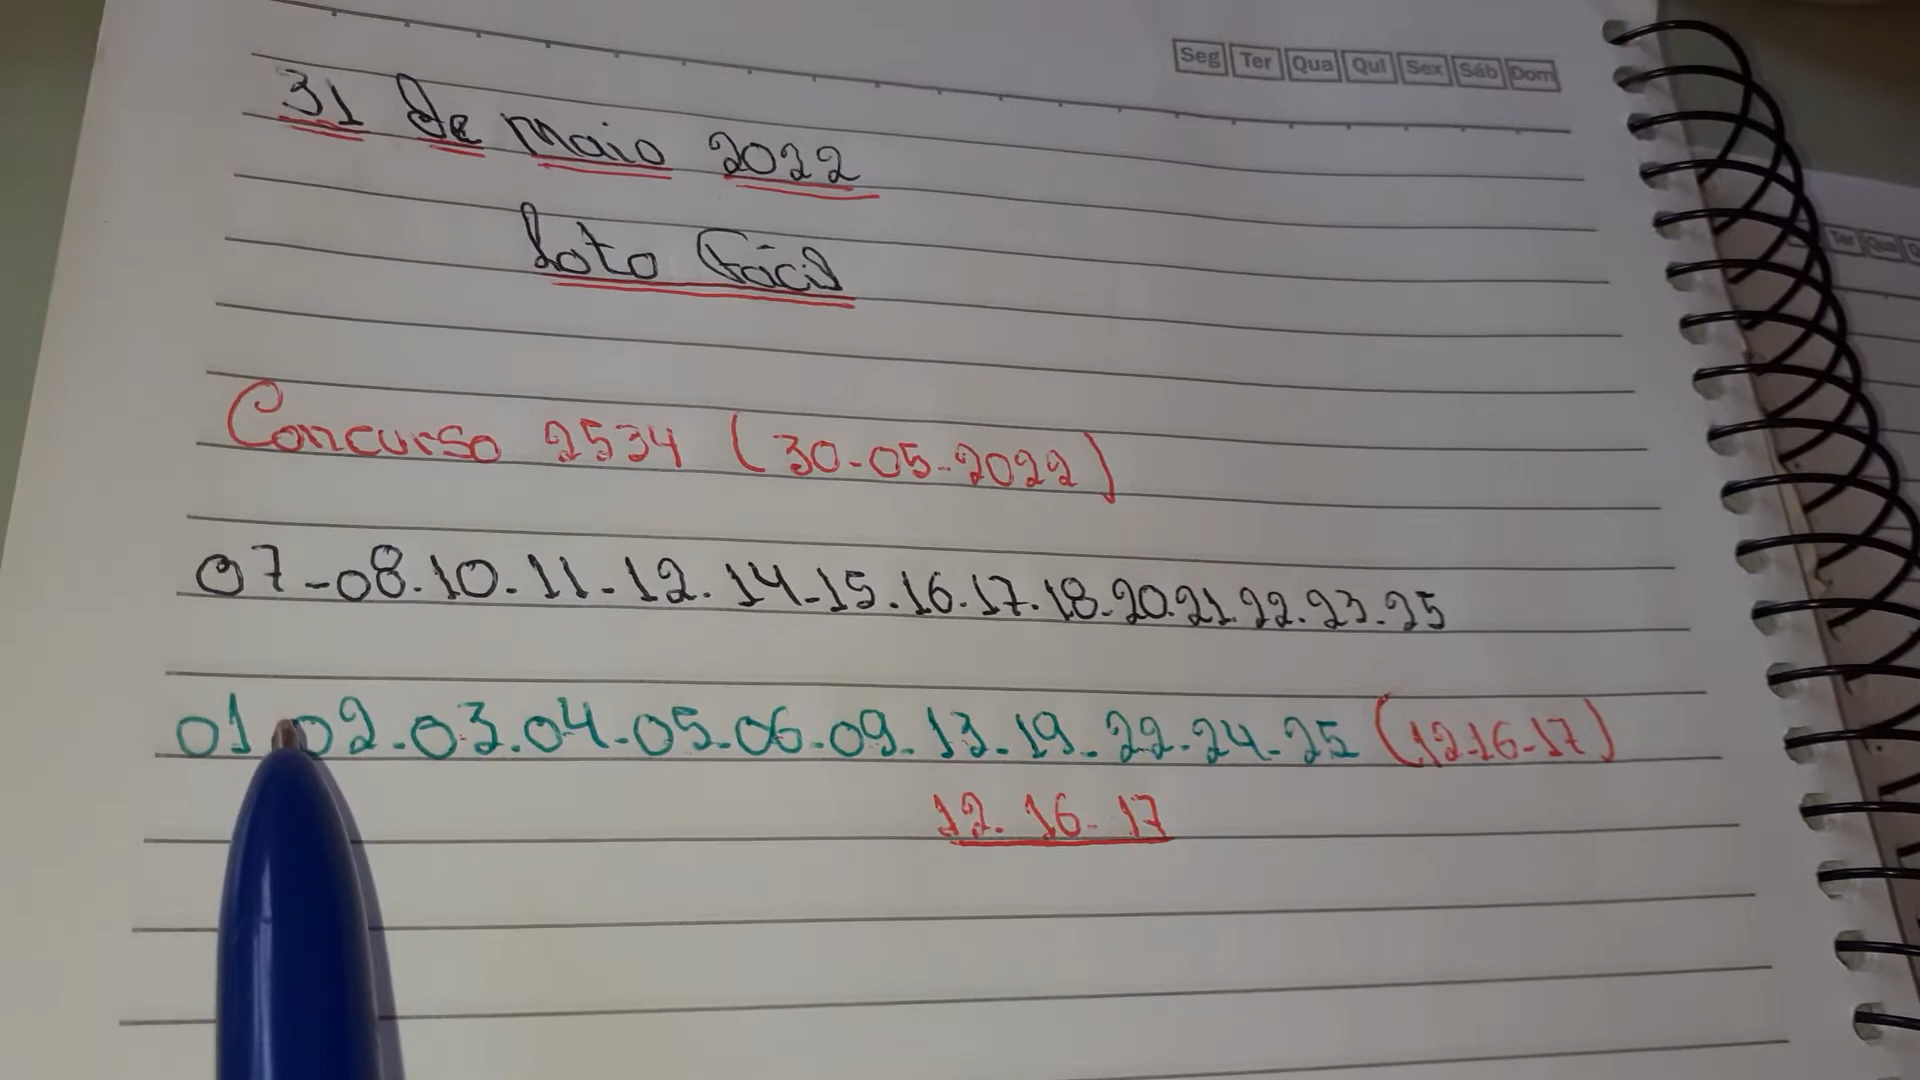 Seg Ter Qua Qui Sex Sáb Dom
31 de maio 2022
Loto Fácil
Concurso 2534 (30-05-2022)
07-08.10.11-12.14-15.16.17.18-20.21.22.23-25
01 02.03.04-05.06-09.13.19-22.24-25 (12-16-17)
12.16-17
Ter Qua